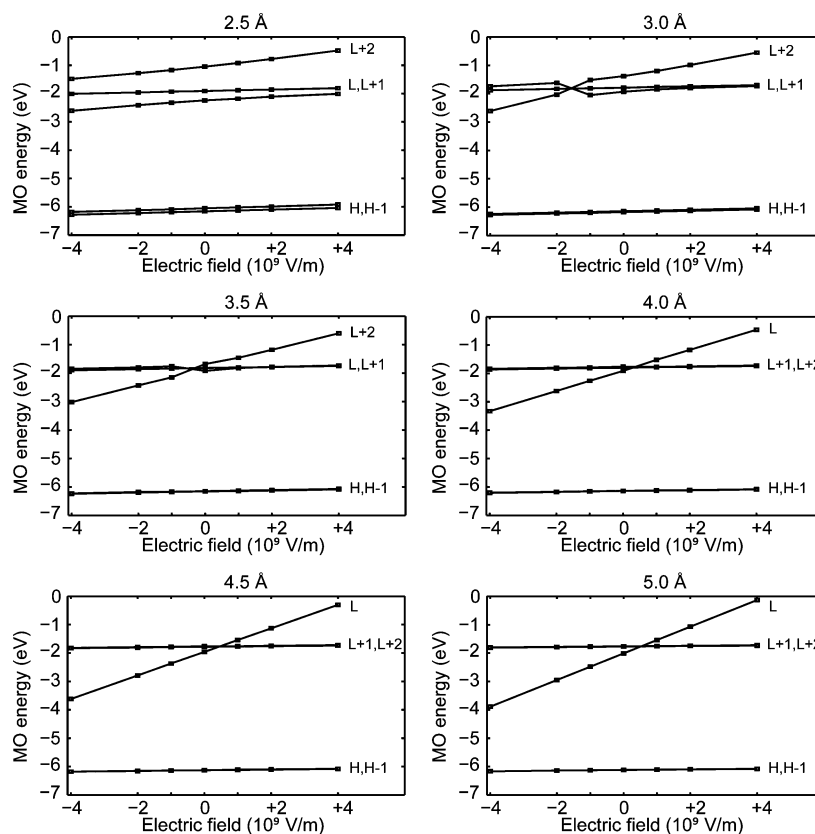 2.5 Å
MO energy (eV)
0
−1
−2
−3
−4
−5
−6
−7
L+2
L,L+1
H,H-1
−4 −2 0 +2 +4
Electric field (10⁹ V/m)
3.0 Å
MO energy (eV)
0
−1
−2
−3
−4
−5
−6
−7
L+2
L,L+1
H,H-1
−4 −2 0 +2 +4
Electric field (10⁹ V/m)
3.5 Å
MO energy (eV)
0
−1
−2
−3
−4
−5
−6
−7
L+2
L,L+1
H,H-1
−4 −2 0 +2 +4
Electric field (10⁹ V/m)
4.0 Å
MO energy (eV)
0
−1
−2
−3
−4
−5
−6
−7
L
L+1,L+2
H,H-1
−4 −2 0 +2 +4
Electric field (10⁹ V/m)
4.5 Å
MO energy (eV)
0
−1
−2
−3
−4
−5
−6
−7
L
L+1,L+2
H,H-1
−4 −2 0 +2 +4
Electric field (10⁹ V/m)
5.0 Å
MO energy (eV)
0
−1
−2
−3
−4
−5
−6
−7
L
L+1,L+2
H,H-1
−4 −2 0 +2 +4
Electric field (10⁹ V/m)